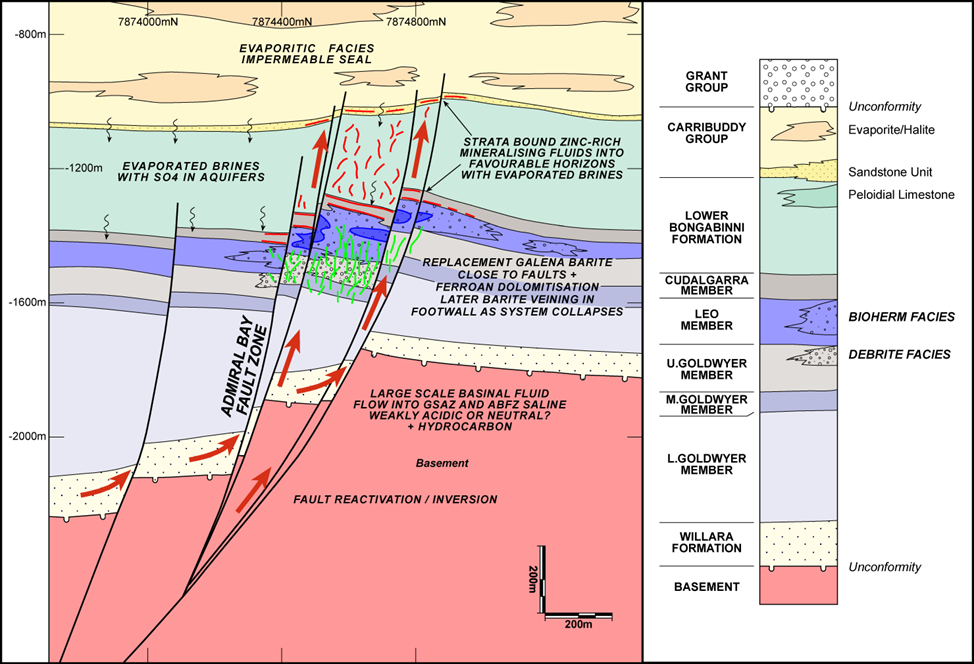 7874000mN
7874400mN
7874800mN
-800m
-1200m
-1600m
-2000m
EVAPORITIC FACIES
IMPERMEABLE SEAL
EVAPORATED BRINES
WITH SO4 IN AQUIFERS
STRATA BOUND ZINC-RICH
MINERALISING FLUIDS INTO
FAVOURABLE HORIZONS
WITH EVAPORATED BRINES
REPLACEMENT GALENA BARITE
CLOSE TO FAULTS +
FERROAN DOLOMITISATION
LATER BARITE VEINING IN
FOOTWALL AS SYSTEM COLLAPSES
ADMIRAL BAY
FAULT ZONE
LARGE SCALE BASINAL FLUID
FLOW INTO GSAZ AND ABFZ SALINE
WEAKLY ACIDIC OR NEUTRAL?
+ HYDROCARBON
Basement
FAULT REACTIVATION / INVERSION
200m
200m
GRANT
GROUP
Unconformity
CARRIBUDDY
GROUP
Evaporite/Halite
Sandstone Unit
Peloidial Limestone
LOWER
BONGABINNI
FORMATION
CUDALGARRA
MEMBER
LEO
MEMBER
BIOHERM FACIES
U.GOLDWYER
MEMBER
DEBRITE FACIES
M.GOLDWYER
MEMBER
L.GOLDWYER
MEMBER
WILLARA
FORMATION
Unconformity
BASEMENT